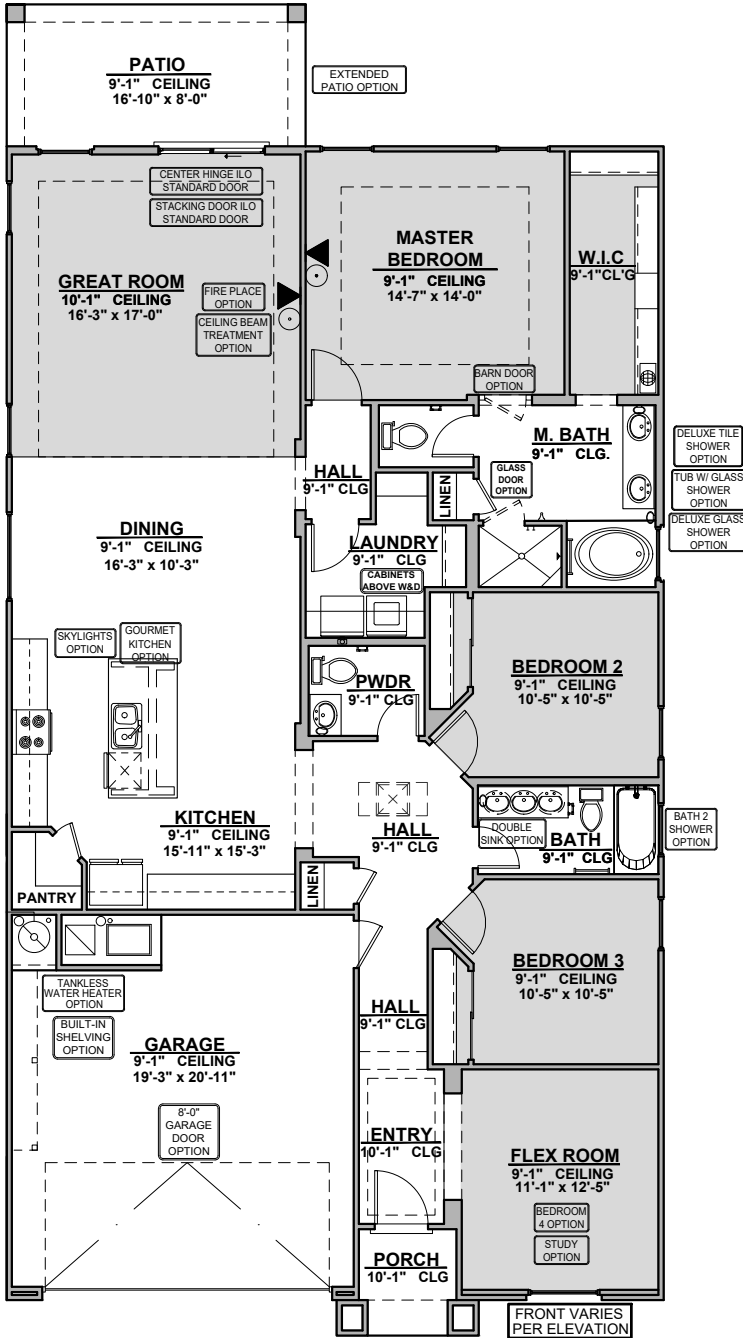 PATIO
9'-1" CEILING
16'-10" x 8'-0"
EXTENDED
PATIO OPTION
CENTER HINGE ILO
STANDARD DOOR
STACKING DOOR ILO
STANDARD DOOR
GREAT ROOM
10'-1" CEILING
16'-3" x 17'-0"
FIRE PLACE
OPTION
CEILING BEAM
TREATMENT
OPTION
MASTER
BEDROOM
9'-1" CEILING
14'-7" x 14'-0"
W.I.C
9'-1"CL'G
BARN DOOR
OPTION
M. BATH
9'-1" CLG.
GLASS
DOOR
OPTION
DELUXE TILE
SHOWER
OPTION
TUB W/ GLASS
SHOWER
OPTION
DELUXE GLASS
SHOWER
OPTION
HALL
9'-1" CLG
LINEN
DINING
9'-1" CEILING
16'-3" x 10'-3"
LAUNDRY
9'-1" CLG
CABINETS
ABOVE W&D
SKYLIGHTS
OPTION
GOURMET
KITCHEN
OPTION
PWDR
9'-1" CLG
BEDROOM 2
9'-1" CEILING
10'-5" x 10'-5"
KITCHEN
9'-1" CEILING
15'-11" x 15'-3"
HALL
9'-1" CLG
DOUBLE
SINK OPTION
BATH
9'-1" CLG
BATH 2
SHOWER
OPTION
PANTRY
LINEN
TANKLESS
WATER HEATER
OPTION
BUILT-IN
SHELVING
OPTION
GARAGE
9'-1" CEILING
19'-3" x 20'-11"
8'-0"
GARAGE
DOOR
OPTION
HALL
9'-1" CLG
BEDROOM 3
9'-1" CEILING
10'-5" x 10'-5"
ENTRY
10'-1" CLG
FLEX ROOM
9'-1" CEILING
11'-1" x 12'-5"
BEDROOM
4 OPTION
STUDY
OPTION
PORCH
10'-1" CLG
FRONT VARIES
PER ELEVATION